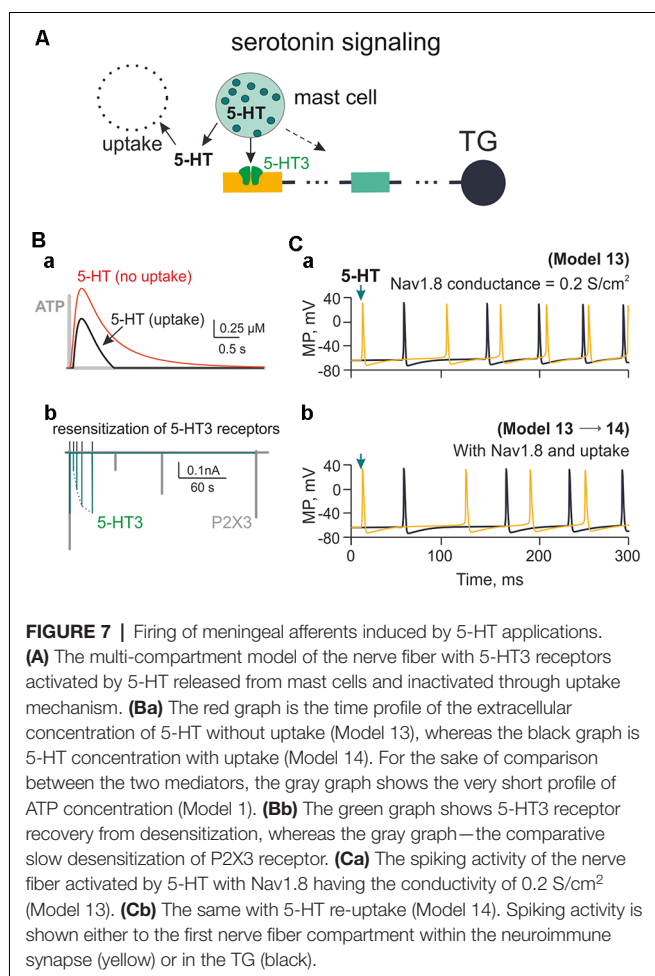 A
serotonin signaling
mast cell
5-HT
uptake
5-HT
5-HT3
TG
B
a
5-HT (no uptake)
ATP
5-HT (uptake)
0.25 µM
0.5 s
b
resensitization of 5-HT3 receptors
0.1nA
60 s
5-HT3
P2X3
C
a
(Model 13)
5-HT
Nav1.8 conductance = 0.2 S/cm²
MP, mV
40
0
-40
-80
b
(Model 13 → 14)
With Nav1.8 and uptake
MP, mV
40
0
-40
-80
0
100
200
300
Time, ms
FIGURE 7 | Firing of meningeal afferents induced by 5-HT applications.
(A) The multi-compartment model of the nerve fiber with 5-HT3 receptors
activated by 5-HT released from mast cells and inactivated through uptake
mechanism. (Ba) The red graph is the time profile of the extracellular
concentration of 5-HT without uptake (Model 13), whereas the black graph is
5-HT concentration with uptake (Model 14). For the sake of comparison
between the two mediators, the gray graph shows the very short profile of
ATP concentration (Model 1). (Bb) The green graph shows 5-HT3 receptor
recovery from desensitization, whereas the gray graph—the comparative
slow desensitization of P2X3 receptor. (Ca) The spiking activity of the nerve
fiber activated by 5-HT with Nav1.8 having the conductivity of 0.2 S/cm²
(Model 13). (Cb) The same with 5-HT re-uptake (Model 14). Spiking activity is
shown either to the first nerve fiber compartment within the neuroimmune
synapse (yellow) or in the TG (black).